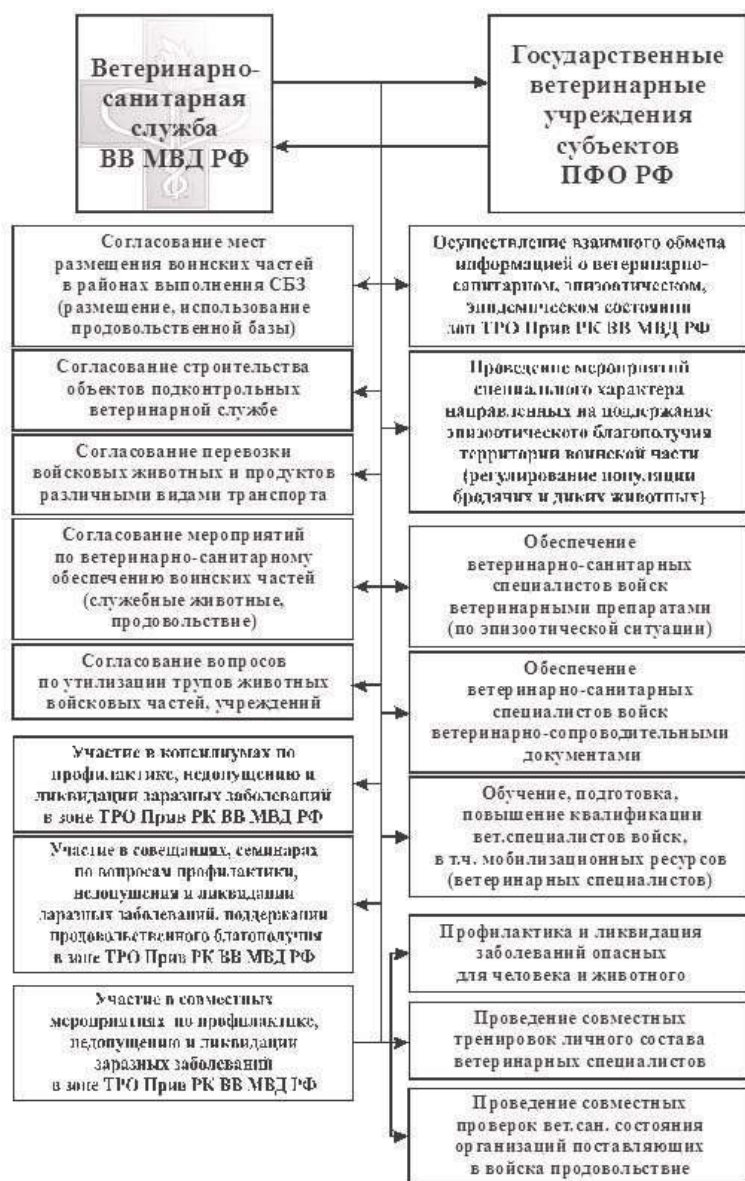 Ветеринарно-
санитарная
служба
ВВ МВД РФ
Государственные
ветеринарные
учреждения
субъектов
ПФО РФ
Согласование мест
размещения воинских частей
в районах выполнения СБЗ
(размещение, использование
продовольственной базы)
Согласование строительства
объектов подконтрольных
ветеринарной службе
Согласование перевозки
войсковых животных и продуктов
различными видами транспорта
Согласование мероприятий
по ветеринарно-санитарному
обеспечению воинских частей
(служебные животные,
продовольствие)
Согласование вопросов
по утилизации трупов животных
войсковых частей, учреждений
Участие в консилиумах по
профилактике, недопущению и
ликвидации заразных заболеваний
в зоне ТРО Прив РК ВВ МВД РФ
Участие в совещаниях, семинарах
по вопросам профилактики,
недопущения и ликвидации
заразных заболеваний, поддержании
продовольственного благополучия
в зоне ТРО Прив РК ВВ МВД РФ
Участие в совместных
мероприятиях по профилактике,
недопущению и ликвидации
заразных заболеваний
в зоне ТРО Прив РК ВВ МВД РФ
Осуществление взаимного обмена
информацией о ветеринарно-
санитарном, эпизоотическом,
эпидемическом состоянии
зон ТРО Прив РК ВВ МВД РФ
Проведение мероприятий
специального характера
направленных на поддержание
эпизоотического благополучия
территории воинской части
(регулирование популяции
бродячих и диких животных)
Обеспечение
ветеринарно-санитарных
специалистов войск
ветеринарными препаратами
(по эпизоотической ситуации)
Обеспечение
ветеринарно-санитарных
специалистов войск
ветеринарно-сопроводительными
документами
Обучение, подготовка,
повышение квалификации
вет.специалистов войск,
в т.ч. мобилизационных ресурсов
(ветеринарных специалистов)
Профилактика и ликвидация
заболеваний опасных
для человека и животного
Проведение совместных
тренировок личного состава
ветеринарных специалистов
Проведение совместных
проверок вет.сан. состояния
организаций поставляющих
в войска продовольствие